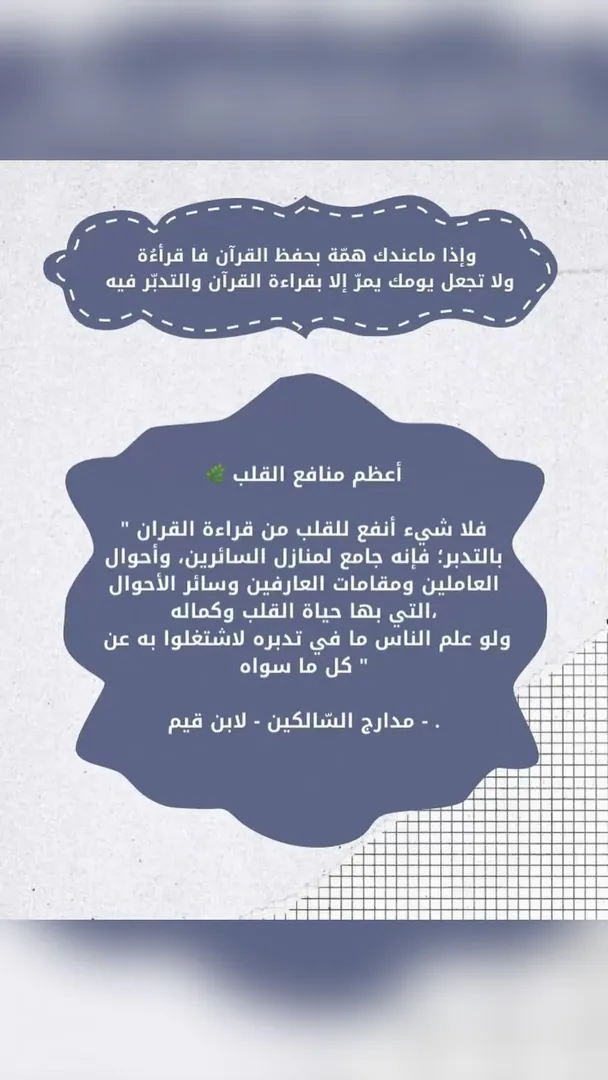 وإذا ماعندك همّة بحفظ القرآن فا قرأءُة
ولا تجعل يومك يمرّ إلا بقراءة القرآن والتدبّر فيه
أعظم منافع القلب 🌿
فلا شيء أنفع للقلب من قراءة القران "
بالتدبر؛ فإنه جامع لمنازل السائرين، وأحوال
العاملين ومقامات العارفين وسائر الأحوال
،التي بها حياة القلب وكماله
ولو علم الناس ما في تدبره لاشتغلوا به عن
" كل ما سواه
. - مدارج السّالكين - لابن قيم